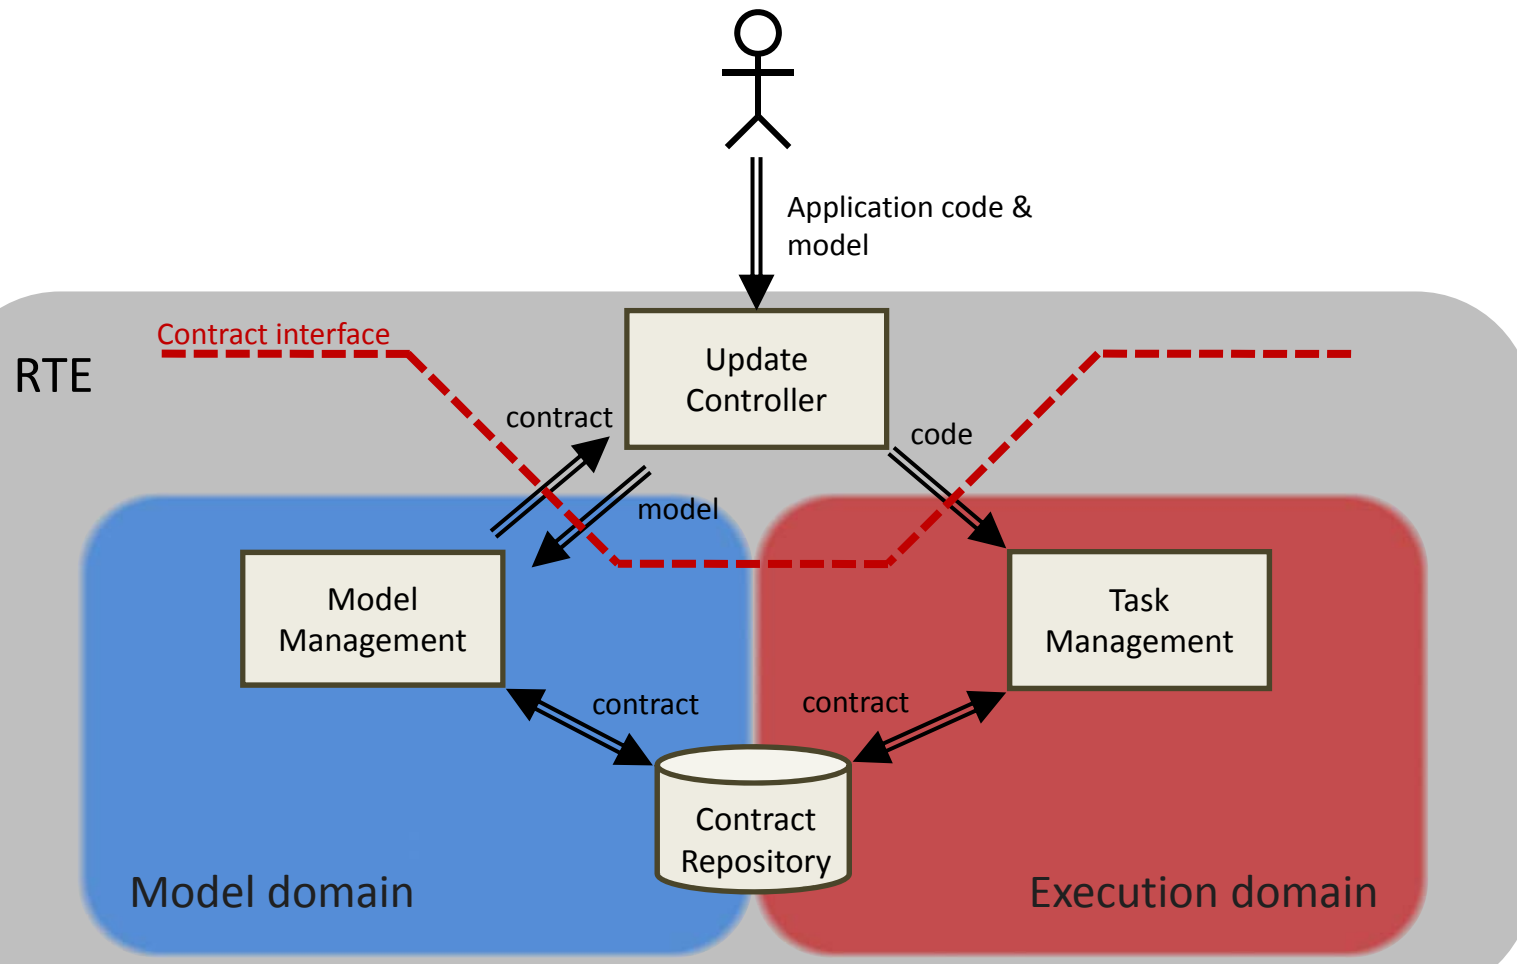 Application code &
model
Contract interface
RTE
Update
Controller
contract
code
model
Model
Management
Task
Management
contract
contract
Contract
Repository
Model domain
Execution domain